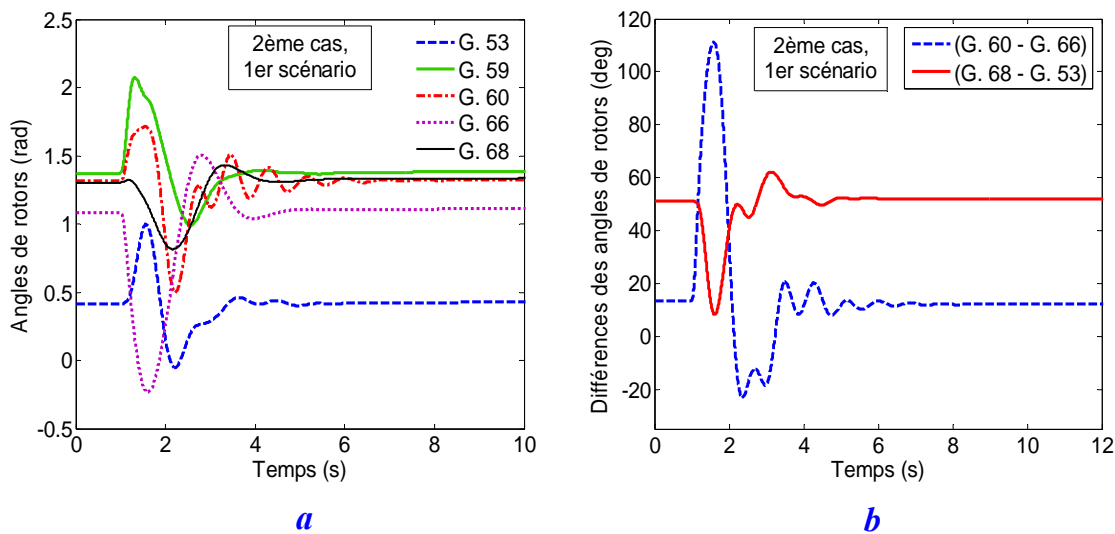 2.5
2
1.5
1
0.5
0
-0.5
0
2
4
6
8
10
Angles de rotors (rad)
Temps (s)
2ème cas,
1er scénario
G. 53
G. 59
G. 60
G. 66
G. 68
a
120
100
80
60
40
20
0
-20
0
2
4
6
8
10
12
Différences des angles de rotors (deg)
Temps (s)
2ème cas,
1er scénario
(G. 60 - G. 66)
(G. 68 - G. 53)
b